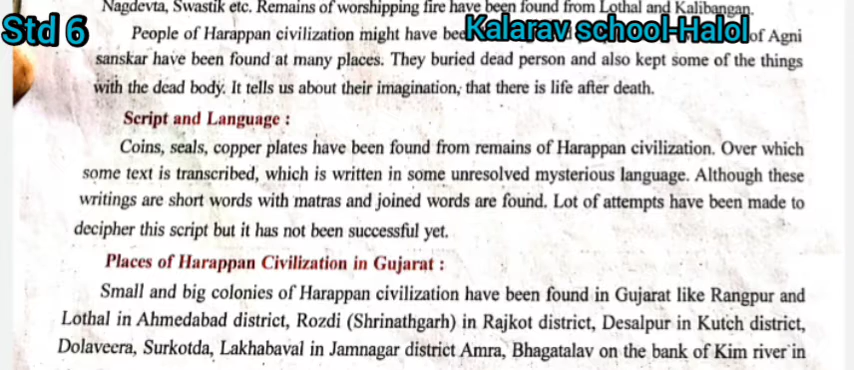 Nagdevta, Swastik etc. Remains of worshipping fire have been found from Lothal and Kalibangan.
Std 6
Kalarav school-Halol
People of Harappan civilization might have of Agni
sanskar have been found at many places. They buried dead person and also kept some of the things
with the dead body. It tells us about their imagination, that there is life after death.
Script and Language :
Coins, seals, copper plates have been found from remains of Harappan civilization. Over which
some text is transcribed, which is written in some unresolved mysterious language. Although these
writings are short words with matras and joined words are found. Lot of attempts have been made to
decipher this script but it has not been successful yet.
Places of Harappan Civilization in Gujarat :
Small and big colonies of Harappan civilization have been found in Gujarat like Rangpur and
Lothal in Ahmedabad district, Rozdi (Shrinathgarh) in Rajkot district, Desalpur in Kutch district,
Dolaveera, Surkotda, Lakhabaval in Jamnagar district Amra, Bhagatalav on the bank of Kim river in